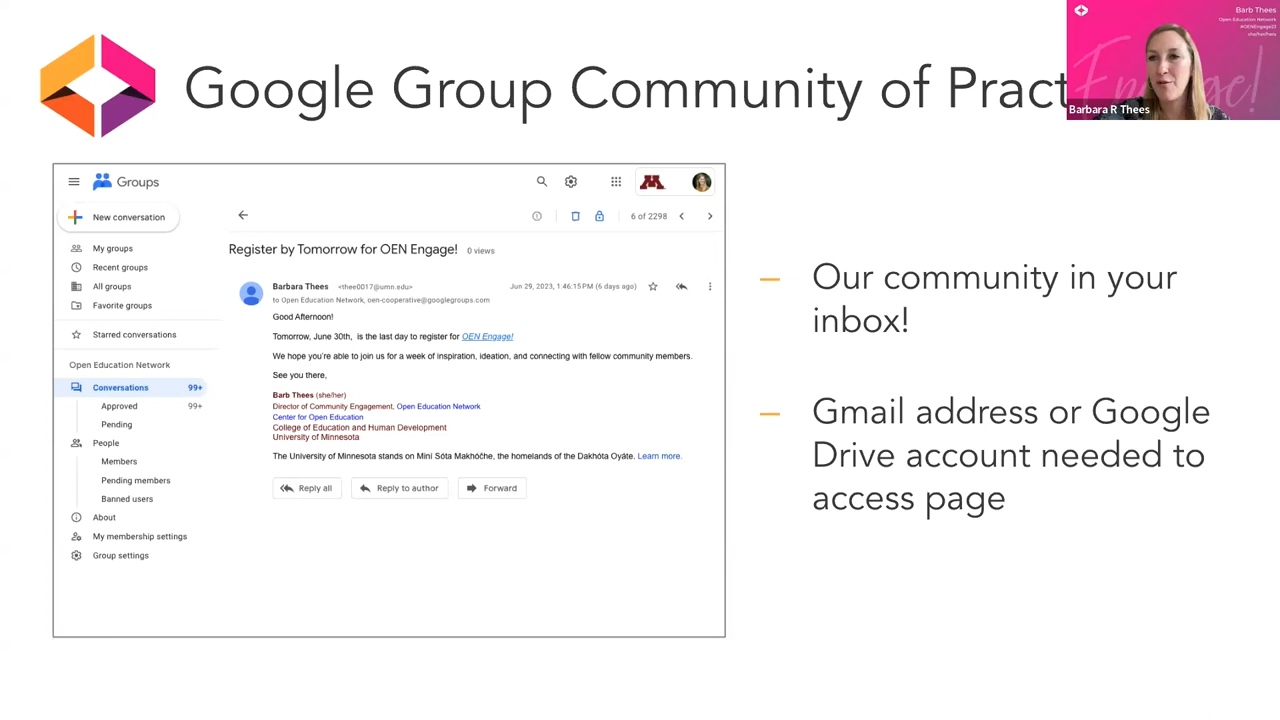 Google Group Community of Pract
Barb Thees
Open Education Network
#OENEngage23
she/her/hers
Engage!
Barbara R Thees
Groups
New conversation
My groups
Recent groups
All groups
Favorite groups
Starred conversations
Open Education Network
Conversations 99+
Approved 99+
Pending
People
Members
Pending members
Banned users
About
My membership settings
Group settings
6 of 2298
Register by Tomorrow for OEN Engage! 0 views
Barbara Thees <thee0017@umn.edu> Jun 29, 2023, 1:46:15 PM (6 days ago)
to Open Education Network, oen-cooperative@googlegroups.com
Good Afternoon!
Tomorrow, June 30th, is the last day to register for OEN Engage!
We hope you're able to join us for a week of inspiration, ideation, and connecting with fellow community members.
See you there,
Barb Thees (she/her)
Director of Community Engagement, Open Education Network
Center for Open Education
College of Education and Human Development
University of Minnesota
The University of Minnesota stands on Mini Sóta Makhóčhe, the homelands of the Dakhóta Oyáte. Learn more.
Reply all Reply to author Forward
– Our community in your
inbox!
– Gmail address or Google
Drive account needed to
access page